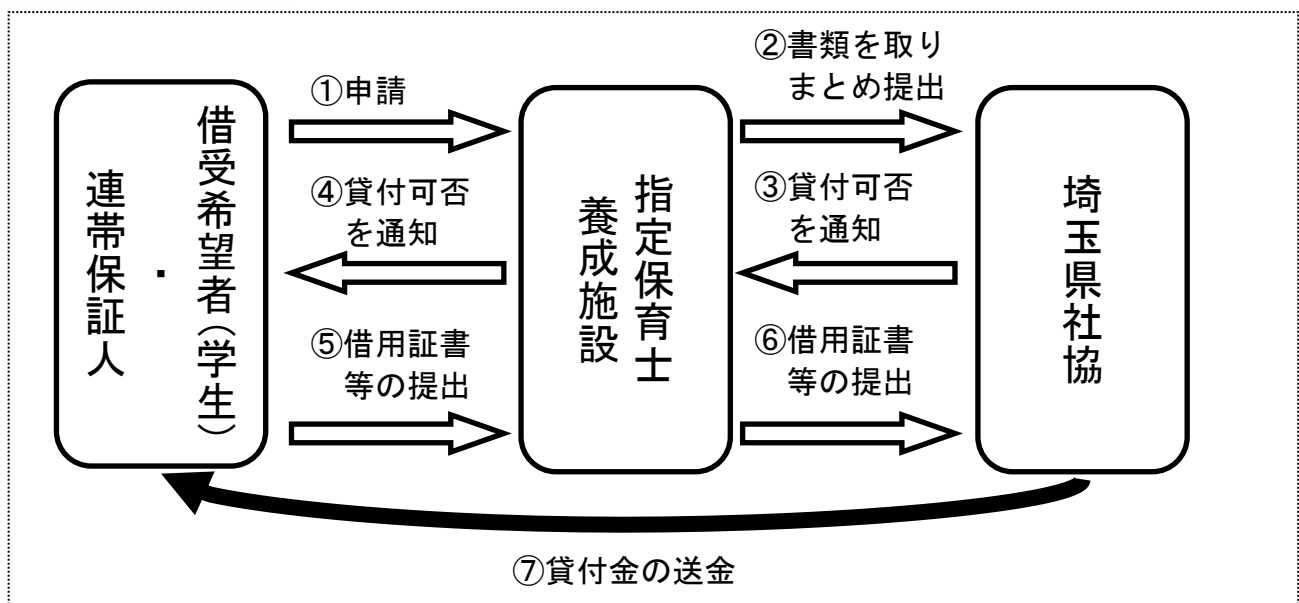 ①申請
②書類を取り
まとめ提出
借受希望者(学生)
・
連帯保証人
指定保育士
養成施設
埼玉県社協
④貸付可否
を通知
③貸付可否
を通知
⑤借用証書
等の提出
⑥借用証書
等の提出
⑦貸付金の送金